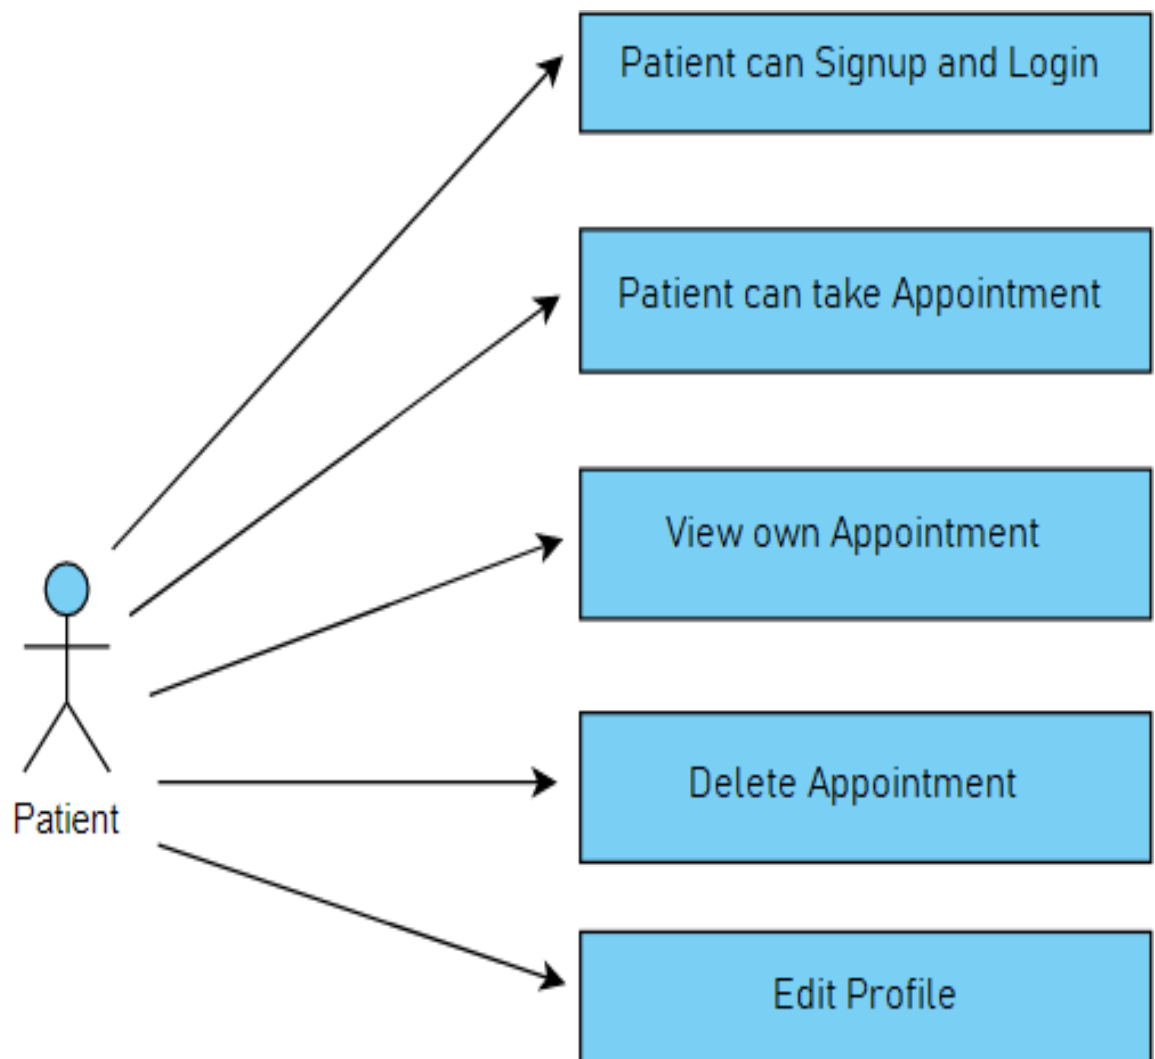 Patient can Signup and Login
Patient can take Appointment
View own Appointment
Delete Appointment
Patient
Edit Profile